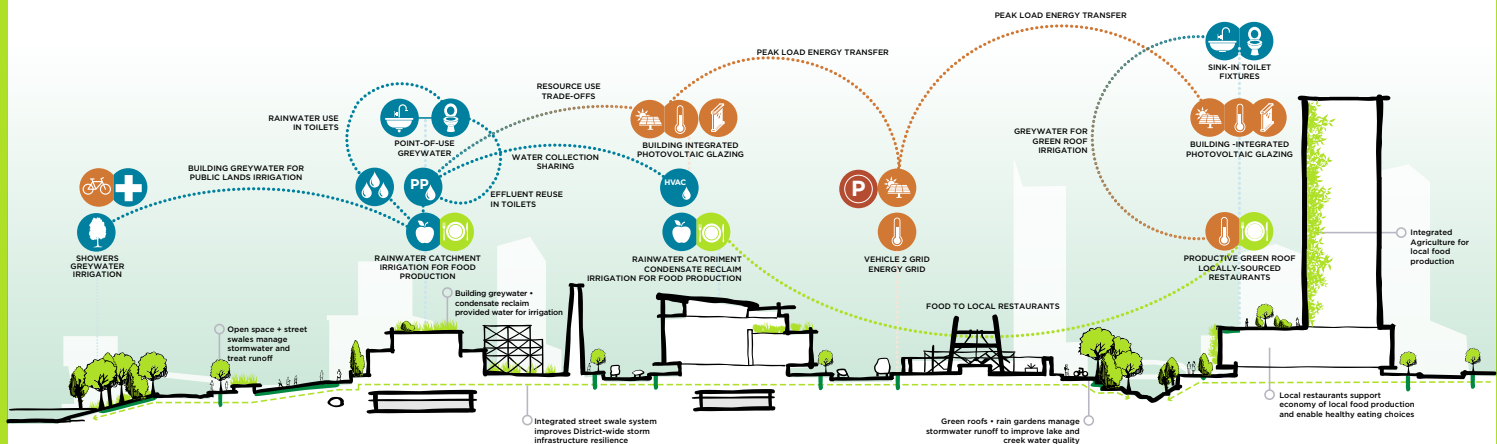 PEAK LOAD ENERGY TRANSFER
PEAK LOAD ENERGY TRANSFER
SINK-IN TOILET
FIXTURES
RESOURCE USE
TRADE-OFFS
RAINWATER USE
IN TOILETS
POINT-OF-USE
GREYWATER
BUILDING INTEGRATED
PHOTOVOLTAIC GLAZING
GREYWATER FOR
GREEN ROOF
IRRIGATION
BUILDING -INTEGRATED
PHOTOVOLTAIC GLAZING
BUILDING GREYWATER FOR
PUBLIC LANDS IRRIGATION
WATER COLLECTION
SHARING
PP
HVAC
P
EFFLUENT REUSE
IN TOILETS
SHOWERS
GREYWATER
IRRIGATION
RAINWATER CATCHMENT
IRRIGATION FOR FOOD
PRODUCTION
RAINWATER CATORIMENT
CONDENSATE RECLAIM
IRRIGATION FOR FOOD PRODUCTION
VEHICLE 2 GRID
ENERGY GRID
PRODUCTIVE GREEN ROOF
LOCALLY-SOURCED
RESTAURANTS
Integrated
Agriculture for
local food
production
Building greywater •
condensate reclaim
provided water for irrigation
FOOD TO LOCAL RESTAURANTS
Open space + street
swales manage
stormwater and
treat runoff
Integrated street swale system
improves District-wide storm
infrastructure resilience
Green roofs • rain gardens manage
stormwater runoff to improve lake and
creek water quality
Local restaurants support
economy of local food production
and enable healthy eating choices